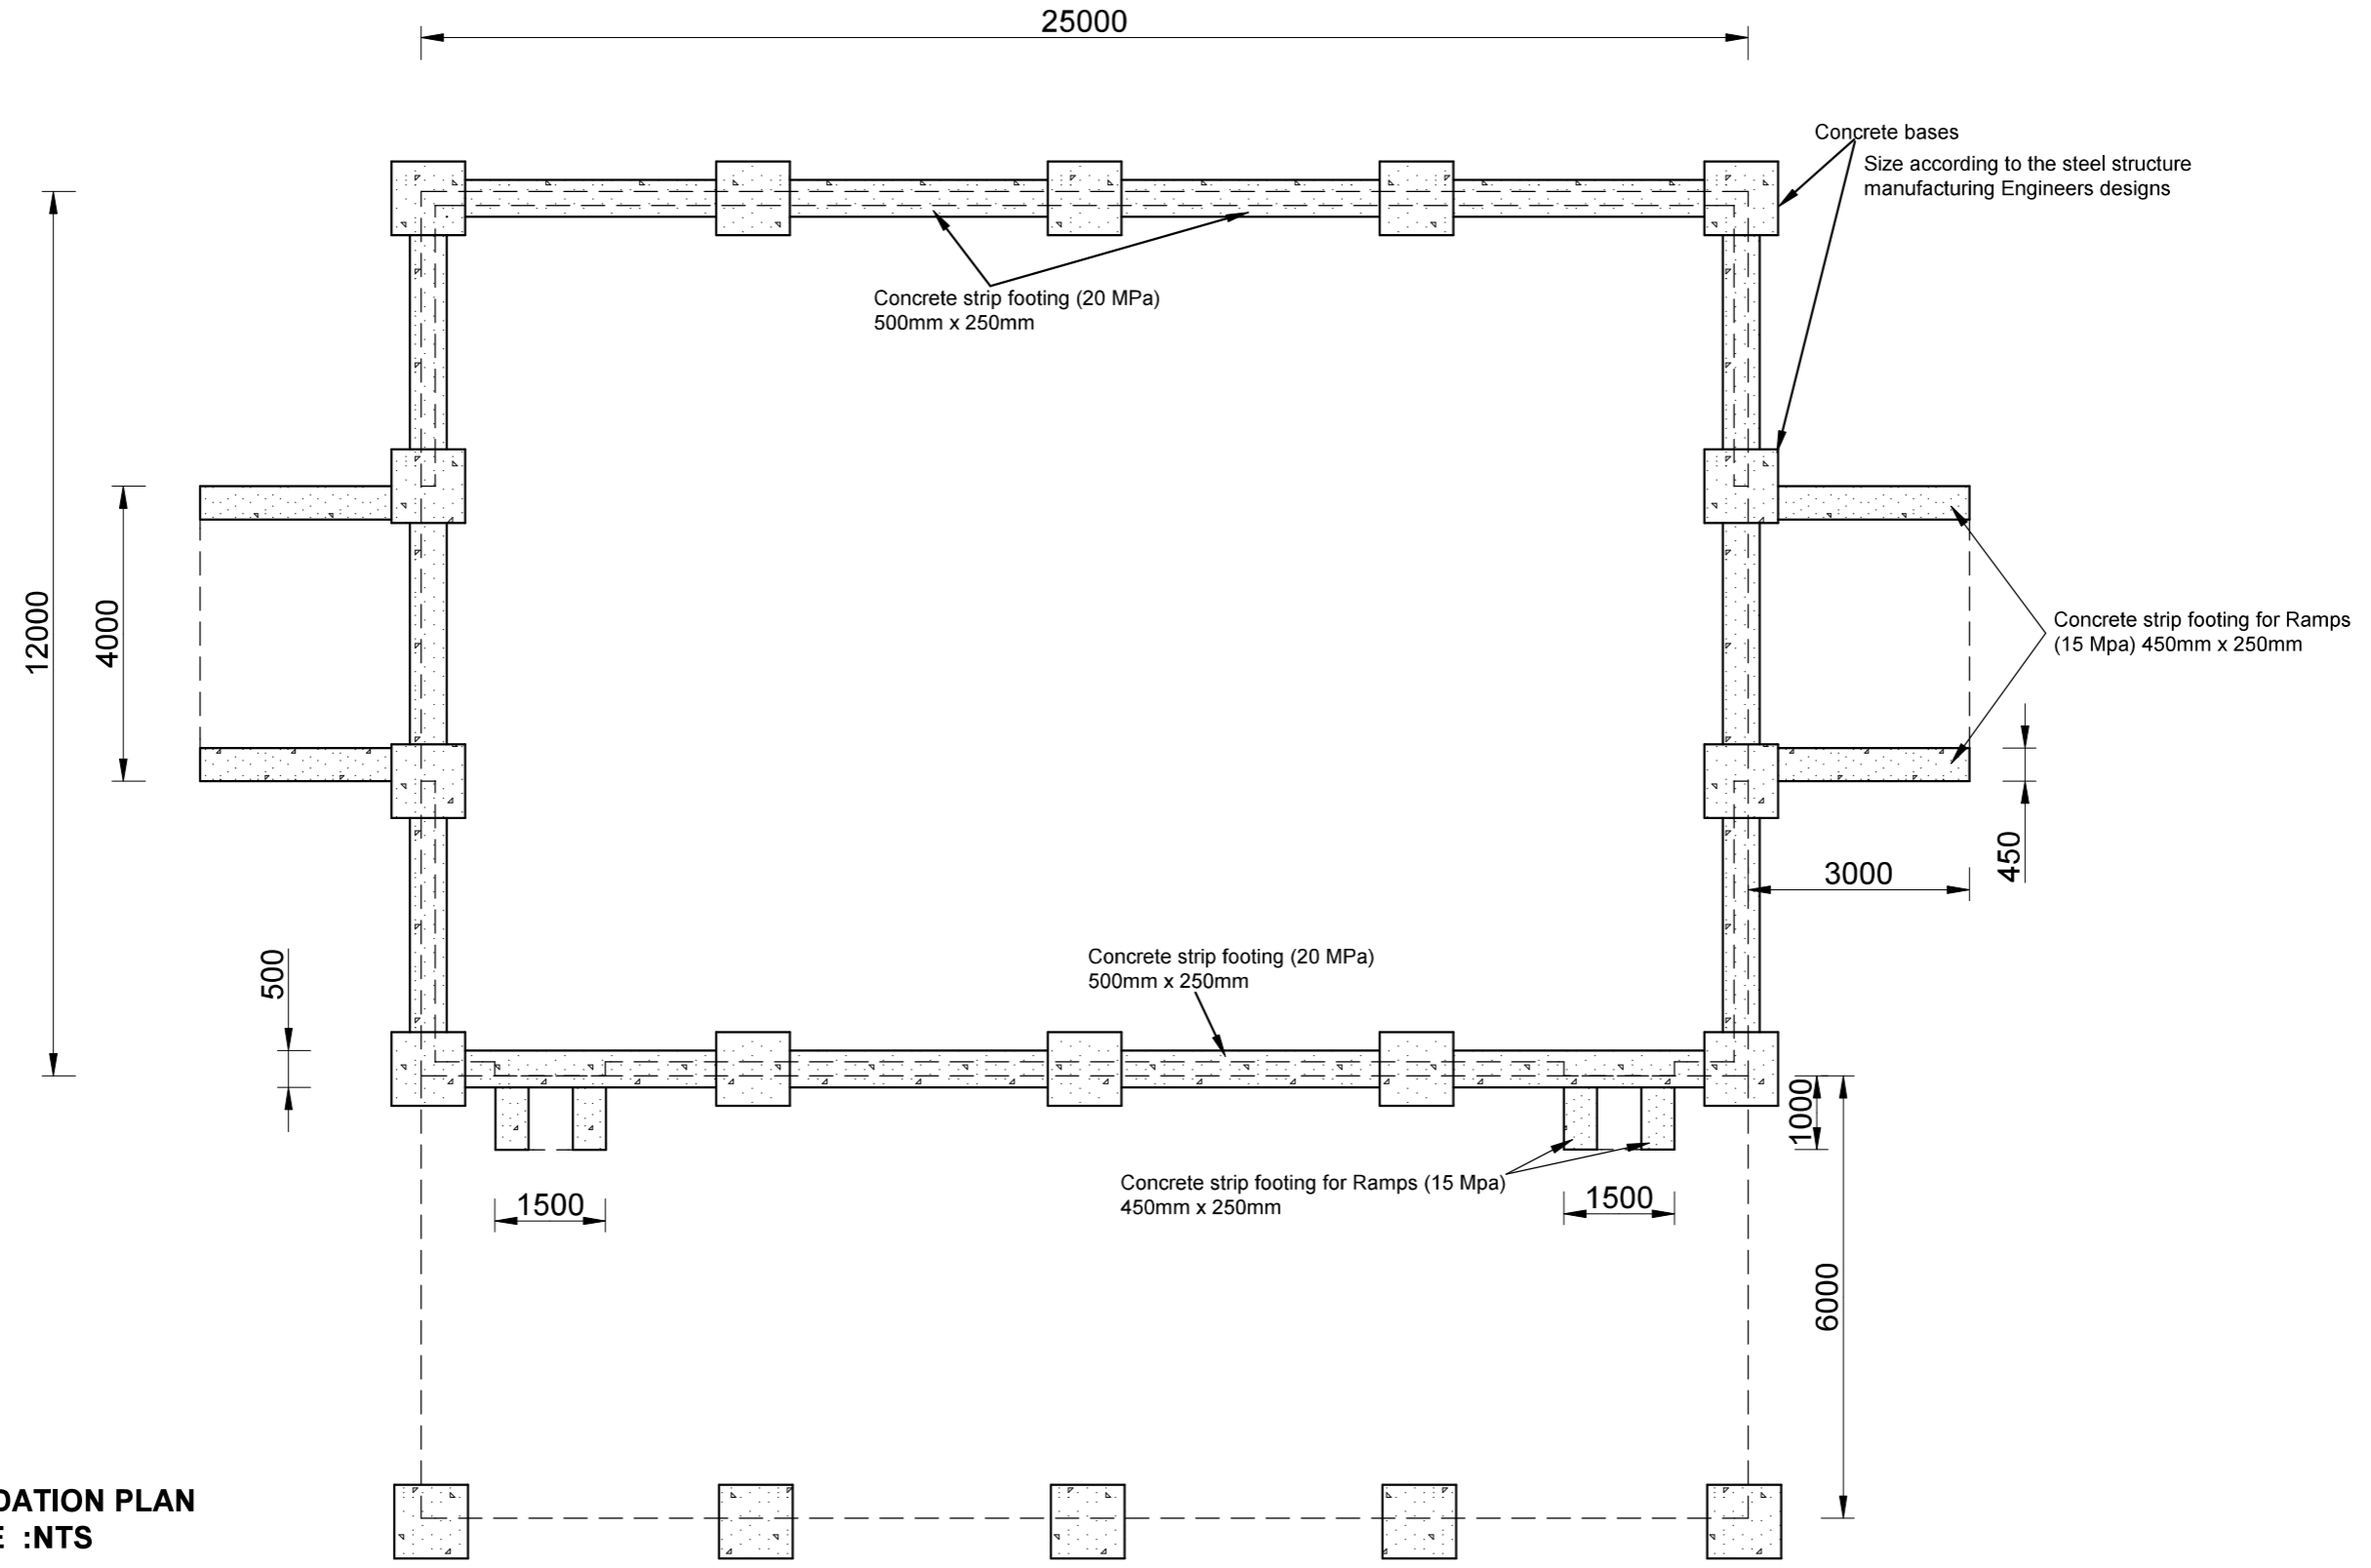 25000
Concrete bases
Size according to the steel structure
manufacturing Engineers designs
Concrete strip footing (20 MPa)
500mm x 250mm
12000
4000
Concrete strip footing for Ramps
(15 Mpa) 450mm x 250mm
450
3000
500
Concrete strip footing (20 MPa)
500mm x 250mm
1000
Concrete strip footing for Ramps (15 Mpa)
450mm x 250mm
1500
1500
6000
DATION PLAN
E :NTS